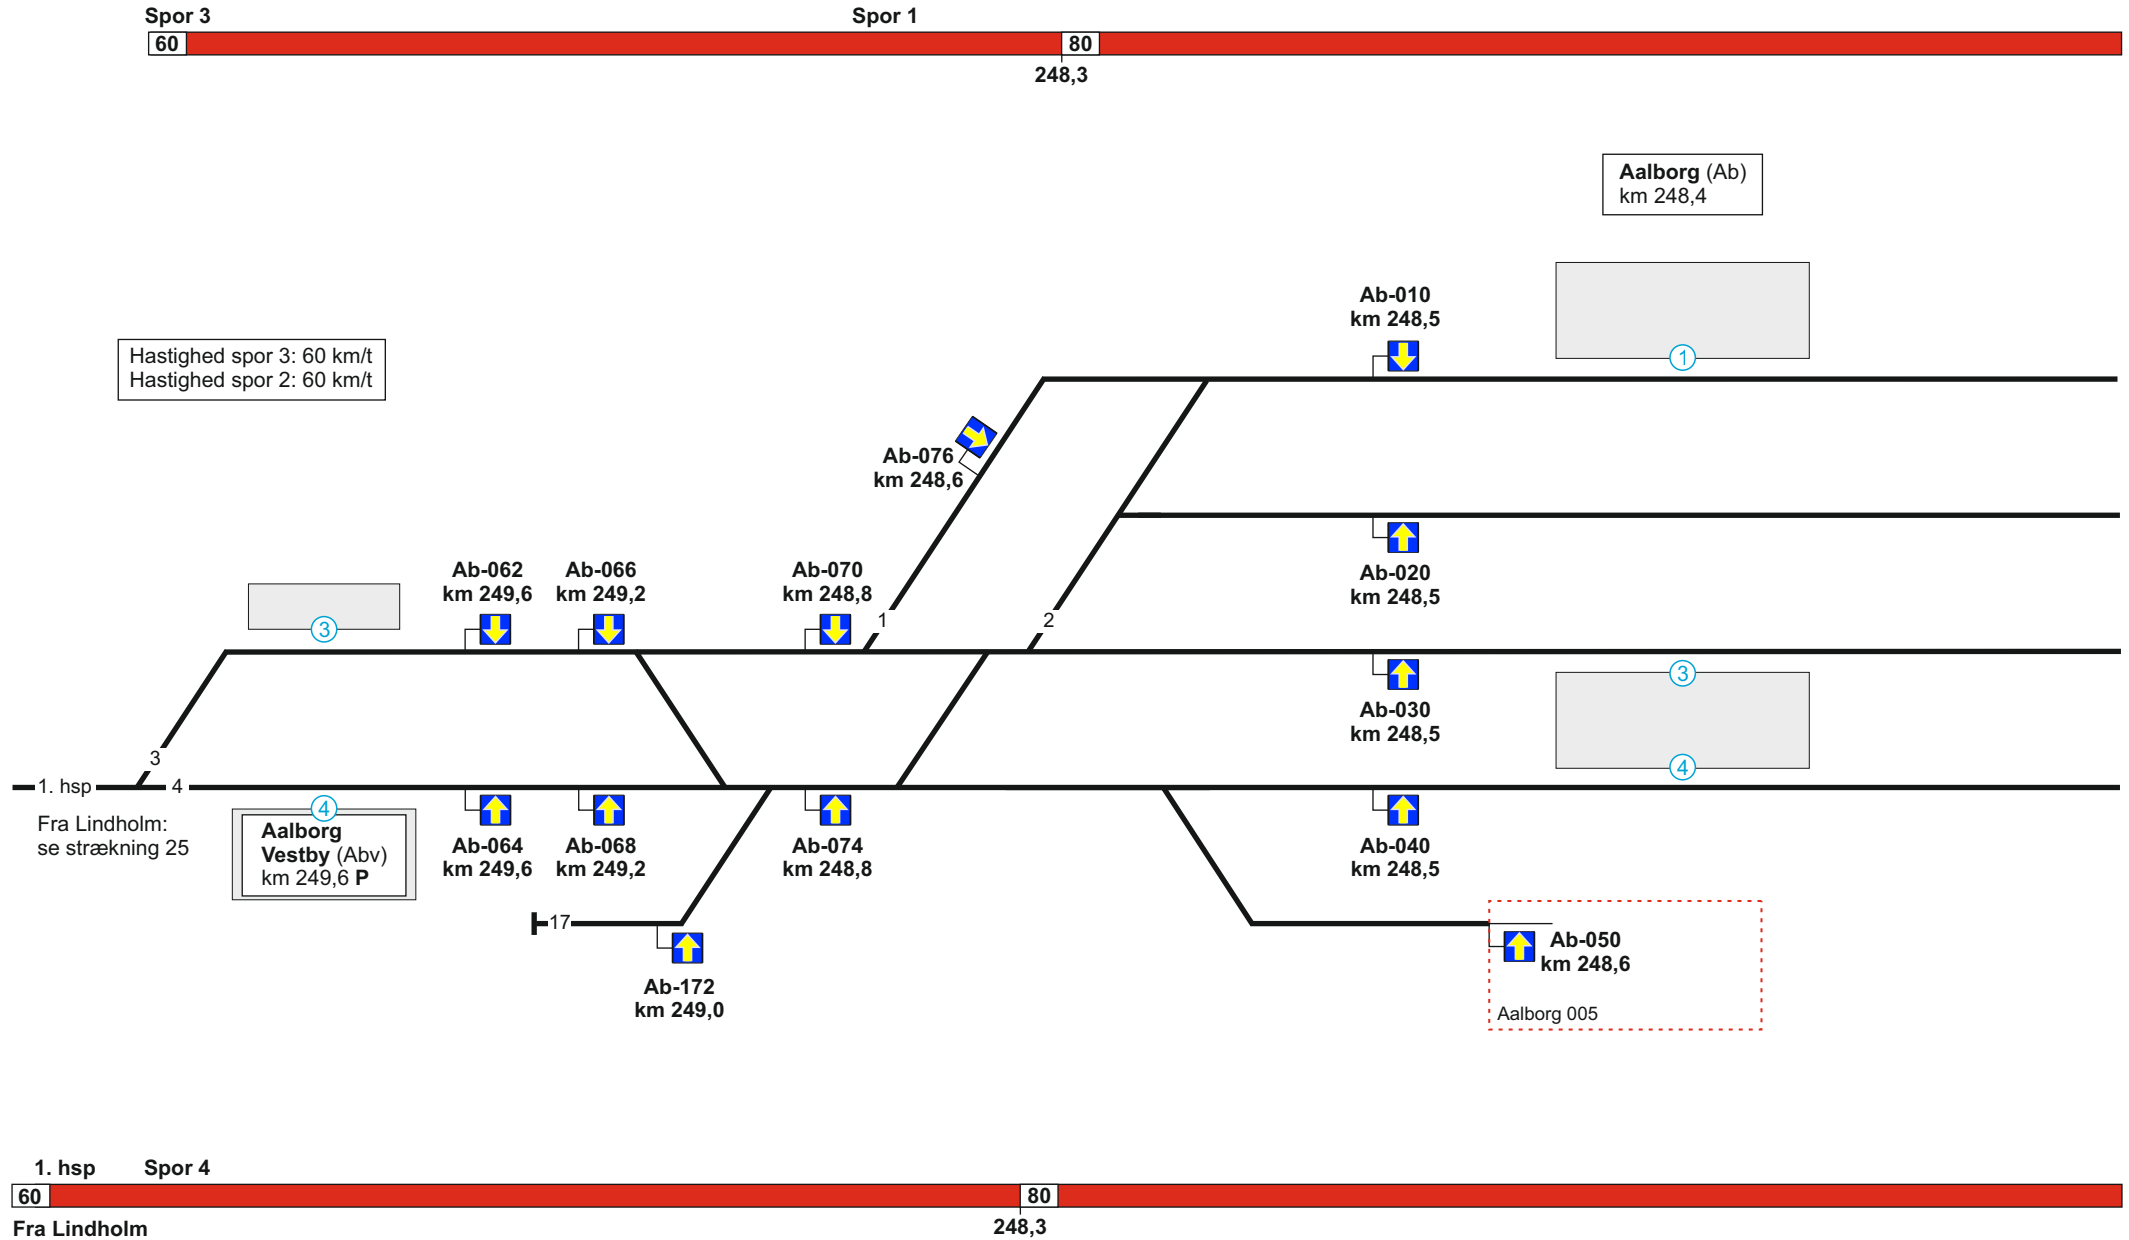 Spor 3
Spor 1
60
80
248,3
Aalborg (Ab)
km 248,4
Ab-010
km 248,5
1
Hastighed spor 3: 60 km/t
Hastighed spor 2: 60 km/t
Ab-076
km 248,6
Ab-062
km 249,6
Ab-066
km 249,2
Ab-070
km 248,8
Ab-020
km 248,5
3
1
2
3
Ab-030
km 248,5
3
4
1. hsp
4
Fra Lindholm:
se strækning 25
4
Aalborg
Vestby (Abv)
km 249,6 P
Ab-064
km 249,6
Ab-068
km 249,2
Ab-074
km 248,8
Ab-040
km 248,5
17
Ab-050
km 248,6
Ab-172
km 249,0
Aalborg 005
1. hsp
Spor 4
60
80
Fra Lindholm
248,3